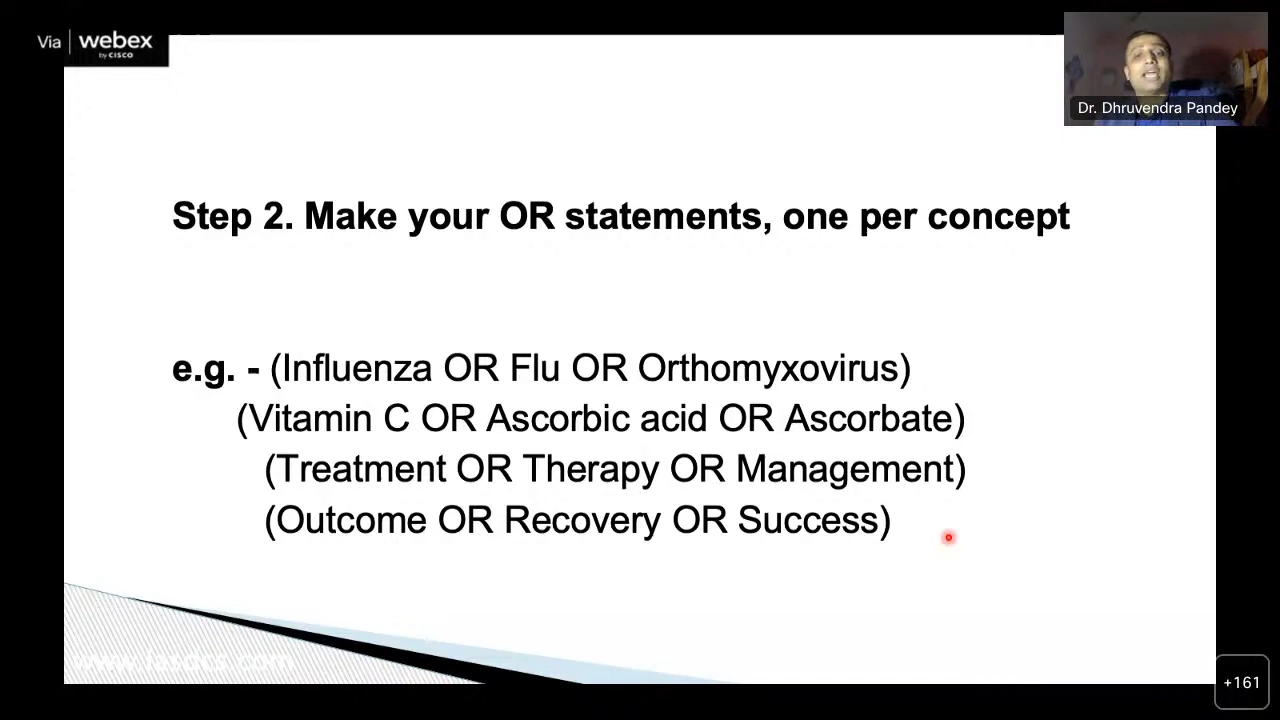 Via webex
by CISCO
Dr. Dhruvendra Pandey
Step 2. Make your OR statements, one per concept
e.g. - (Influenza OR Flu OR Orthomyxovirus)
(Vitamin C OR Ascorbic acid OR Ascorbate)
(Treatment OR Therapy OR Management)
(Outcome OR Recovery OR Success)
+161